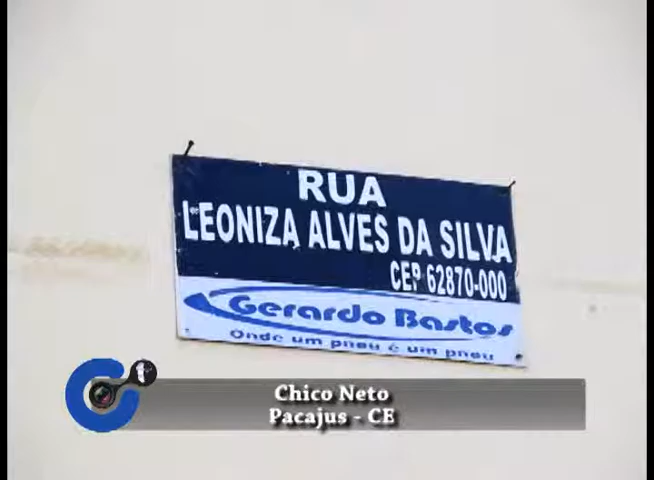 RUA
LEONIZA ALVES DA SILVA
CEP 62870-000
Gerardo Bastos
Onde um pneu é um pneu
Chico Neto
Pacajus - CE